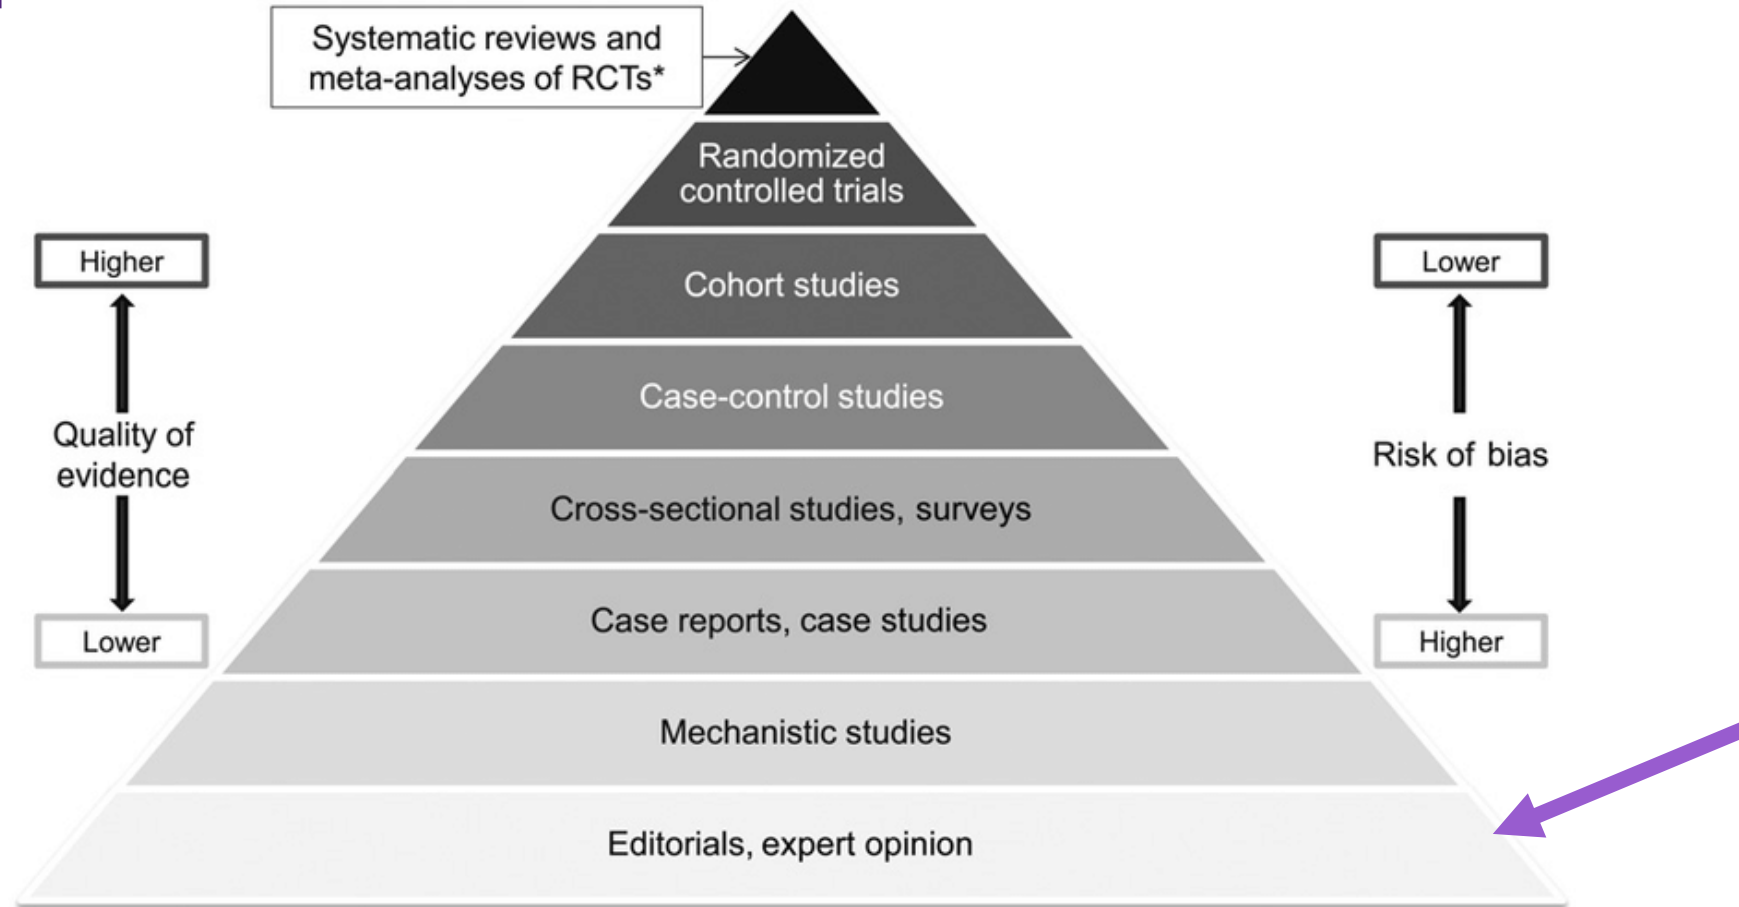 Systematic reviews and
meta-analyses of RCTs*
Randomized
controlled trials
Higher
Cohort studies
Lower
Case-control studies
Quality of
evidence
Risk of bias
Cross-sectional studies, surveys
Case reports, case studies
Lower
Higher
Mechanistic studies
Editorials, expert opinion